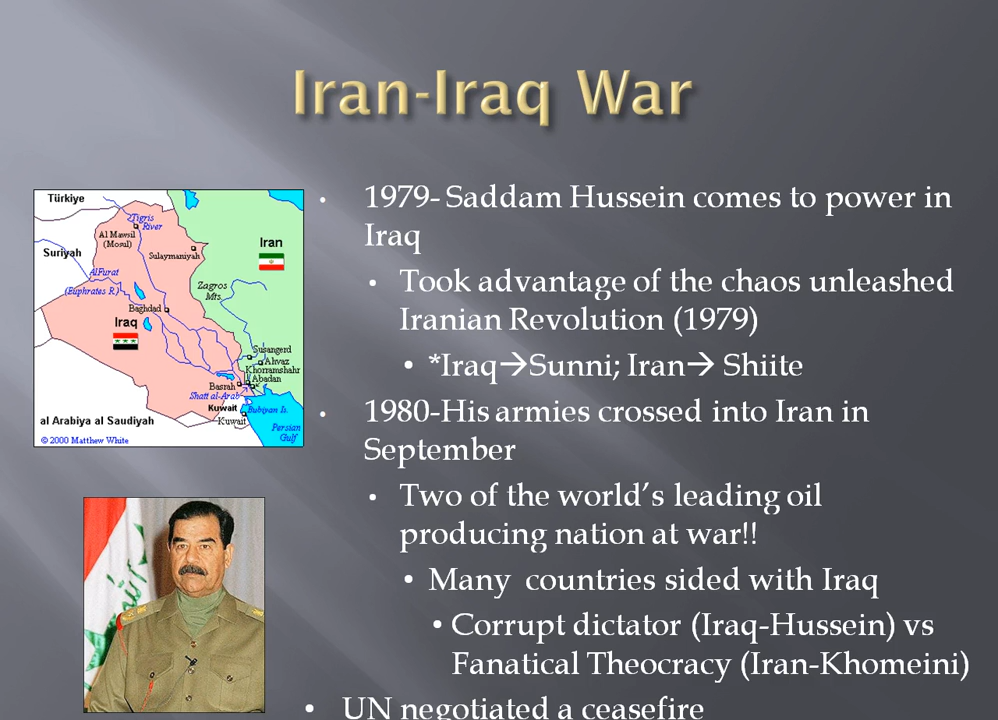 Iran-Iraq War
Türkiye
Tigris
River
Al Mawsil
(Mosul)
Sulaymaniyah
Iran
Suriyah
AlFurat
(Euphrates R.)
Zagros
Mts.
Baghdad
Iraq
Susangerd
Ahvaz
Khorramshahr
Abadan
Basrah
Shatt al-Arab
Kuwait
Bubiyan Is.
Kuwait
al Arabiya al Saudiyah
Persian
Gulf
© 2000 Matthew White
• 1979- Saddam Hussein comes to power in
Iraq
• Took advantage of the chaos unleashed
Iranian Revolution (1979)
• *Iraq→Sunni; Iran→ Shiite
• 1980-His armies crossed into Iran in
September
• Two of the world’s leading oil
producing nation at war!!
• Many countries sided with Iraq
• Corrupt dictator (Iraq-Hussein) vs
Fanatical Theocracy (Iran-Khomeini)
• UN negotiated a ceasefire